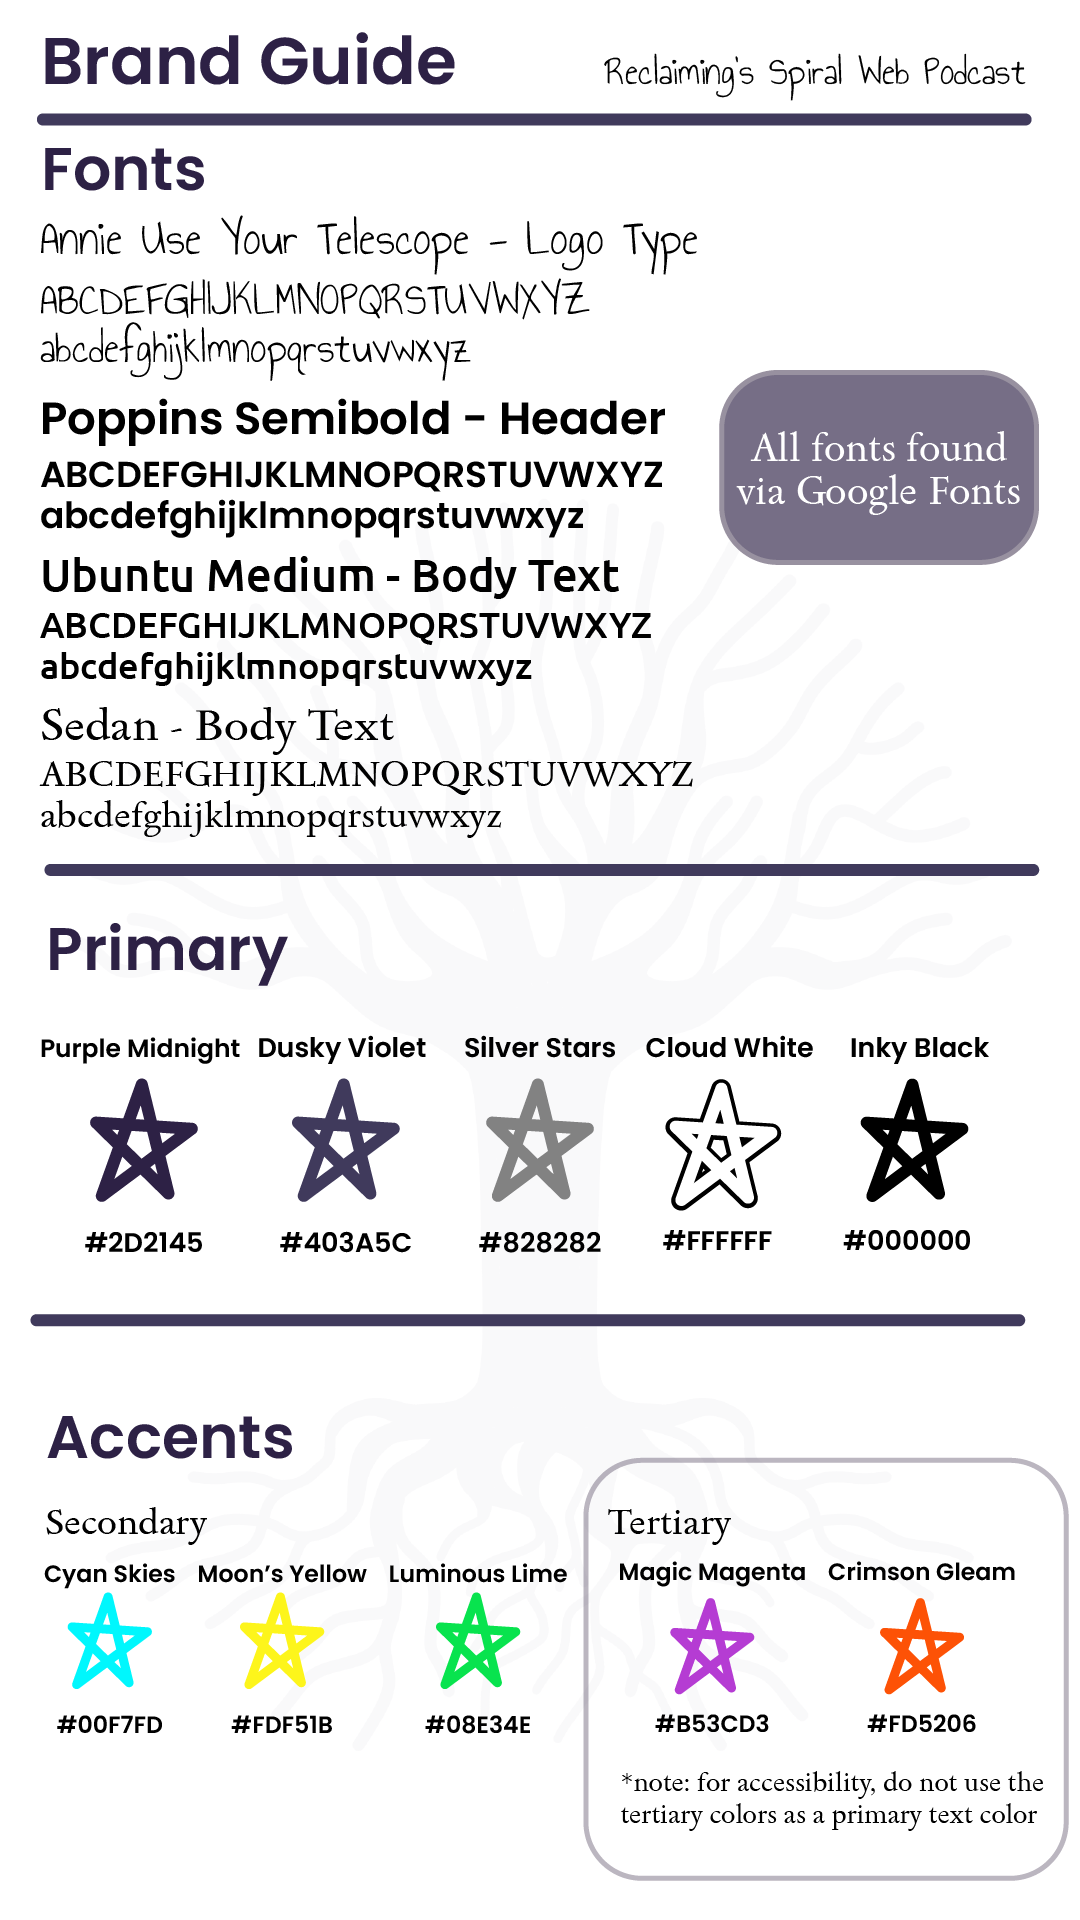 Brand Guide
Reclaiming's Spiral Web Podcast
Fonts
Annie Use Your Telescope - Logo Type
ABCDEFGHIJKLMNOPQRSTUVWXYZ
abcdefghijklmnopqrstuvwxyz
Poppins Semibold - Header
ABCDEFGHIJKLMNOPQRSTUVWXYZ
abcdefghijklmnopqrstuvwxyz
All fonts found
via Google Fonts
Ubuntu Medium - Body Text
ABCDEFGHIJKLMNOPQRSTUVWXYZ
abcdefghijklmnopqrstuvwxyz
Sedan - Body Text
ABCDEFGHIJKLMNOPQRSTUVWXYZ
abcdefghijklmnopqrstuvwxyz
Primary
Purple Midnight Dusky Violet Silver Stars Cloud White Inky Black
#2D2145 #403A5C #828282 #FFFFFF #000000
Accents
Secondary
Cyan Skies Moon's Yellow Luminous Lime
#00F7FD #FDF51B #08E34E
Tertiary
Magic Magenta Crimson Gleam
#B53CD3 #FD5206
*note: for accessibility, do not use the
tertiary colors as a primary text color